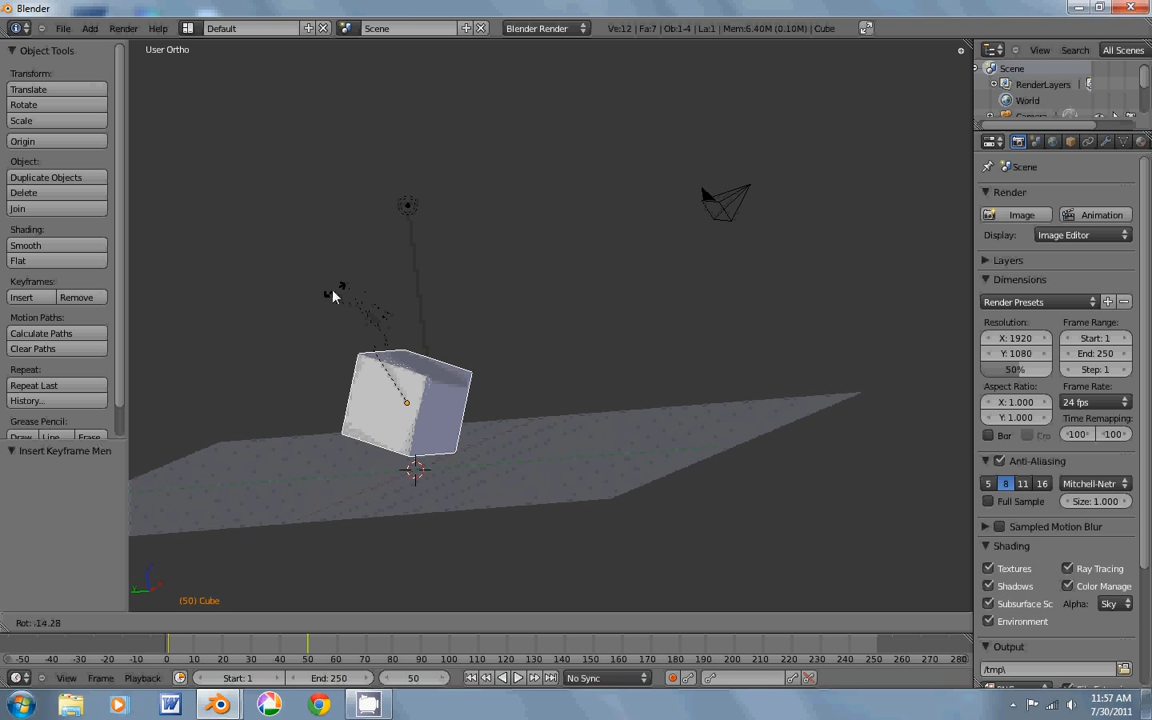 Blender
File Add Render Help Default Scene Blender Render Ve:12 | Fa:7 | Ob:1-4 | La:1 | Mem:6.40M (0.10M) | Cube
Object Tools
Transform:
Translate
Rotate
Scale
Origin
Object:
Duplicate Objects
Delete
Join
Shading:
Smooth
Flat
Keyframes:
Insert Remove
Motion Paths:
Calculate Paths
Clear Paths
Repeat:
Repeat Last
History...
Grease Pencil:
Draw Line Erase
Insert Keyframe Men
User Ortho
(50) Cube
Rot: -14.28
View Search All Scenes
Scene
RenderLayers |
World
Camera
Scene
Render
Image Animation
Display: Image Editor
Layers
Dimensions
Render Presets
Resolution: Frame Range:
X: 1920 Start: 1
Y: 1080 End: 250
50% Step: 1
Aspect Ratio: Frame Rate:
X: 1.000 24 fps
Y: 1.000 Time Remapping:
Bor Cro 100 100
Anti-Aliasing
5 8 11 16 Mitchell-Netr
Full Sample Size: 1.000
Sampled Motion Blur
Shading
Textures Ray Tracing
Shadows Color Manage
Subsurface Sc Alpha: Sky
Environment
Output
/tmp\
-50 -40 -30 -20 -10 0 10 20 30 40 50 60 70 80 90 100 110 120 130 140 150 160 170 180 190 200 210 220 230 240 250 260 270 280
View Frame Playback Start: 1 End: 250 50 No Sync
11:57 AM
7/30/2011